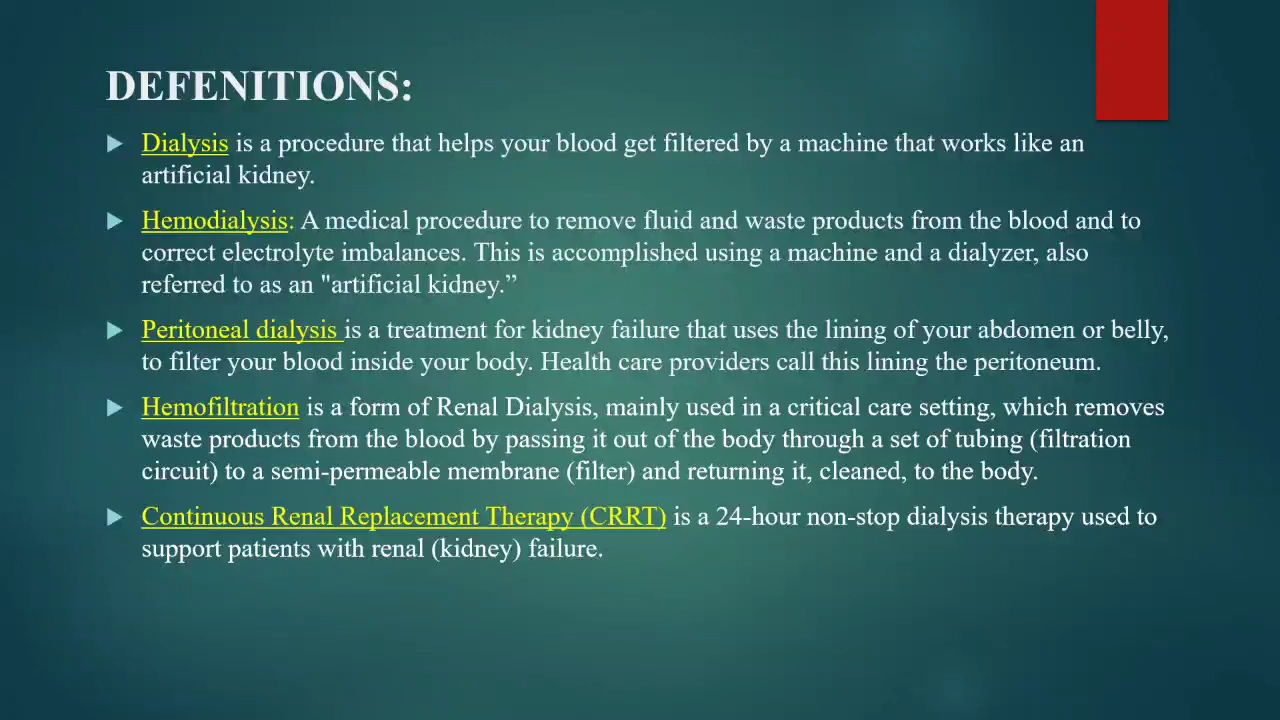 DEFENITIONS:
Dialysis is a procedure that helps your blood get filtered by a machine that works like an
artificial kidney.
Hemodialysis: A medical procedure to remove fluid and waste products from the blood and to
correct electrolyte imbalances. This is accomplished using a machine and a dialyzer, also
referred to as an "artificial kidney.”
Peritoneal dialysis is a treatment for kidney failure that uses the lining of your abdomen or belly,
to filter your blood inside your body. Health care providers call this lining the peritoneum.
Hemofiltration is a form of Renal Dialysis, mainly used in a critical care setting, which removes
waste products from the blood by passing it out of the body through a set of tubing (filtration
circuit) to a semi-permeable membrane (filter) and returning it, cleaned, to the body.
Continuous Renal Replacement Therapy (CRRT) is a 24-hour non-stop dialysis therapy used to
support patients with renal (kidney) failure.